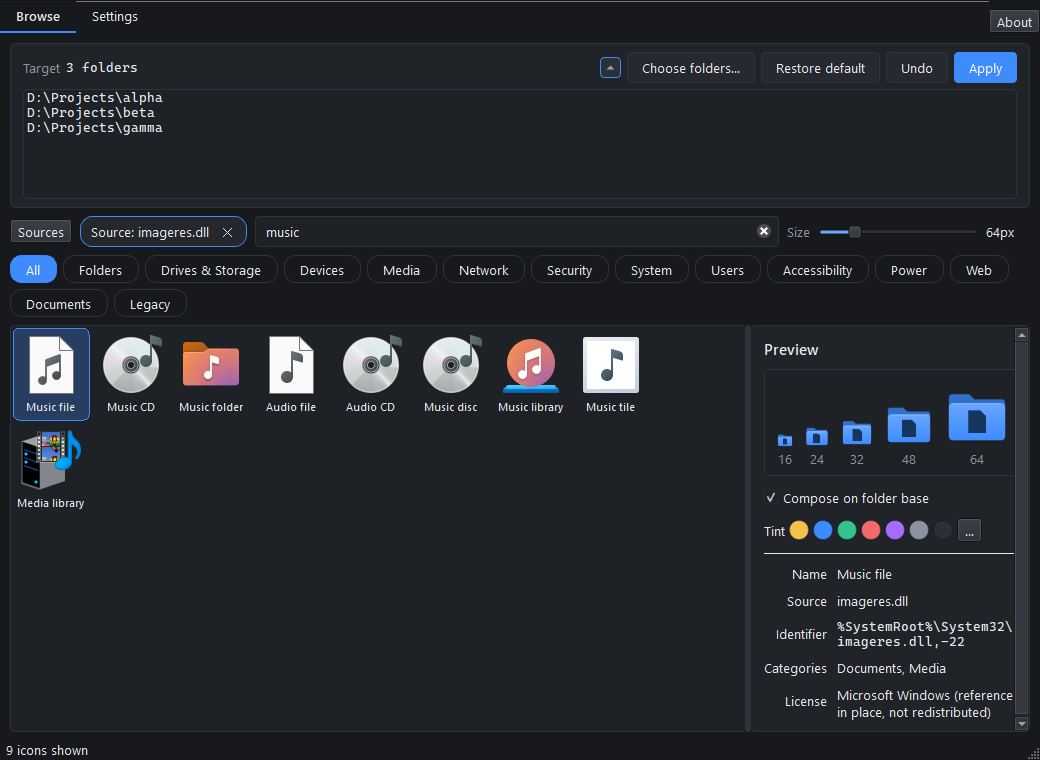 Browse Settings
About
Target 3 folders Choose folders... Restore default Undo Apply
D:\Projects\alpha
D:\Projects\beta
D:\Projects\gamma
Sources Source: imageres.dll music Size 64px
All Folders Drives & Storage Devices Media Network Security System Users Accessibility Power Web
Documents Legacy
Music file Music CD Music folder Audio file Audio CD Music disc Music library Music tile
Media library
Preview
16 24 32 48 64
Compose on folder base
Tint ...
Name Music file
Source imageres.dll
Identifier %SystemRoot%\System32\
imageres.dll,-22
Categories Documents, Media
License Microsoft Windows (reference
in place, not redistributed)
9 icons shown